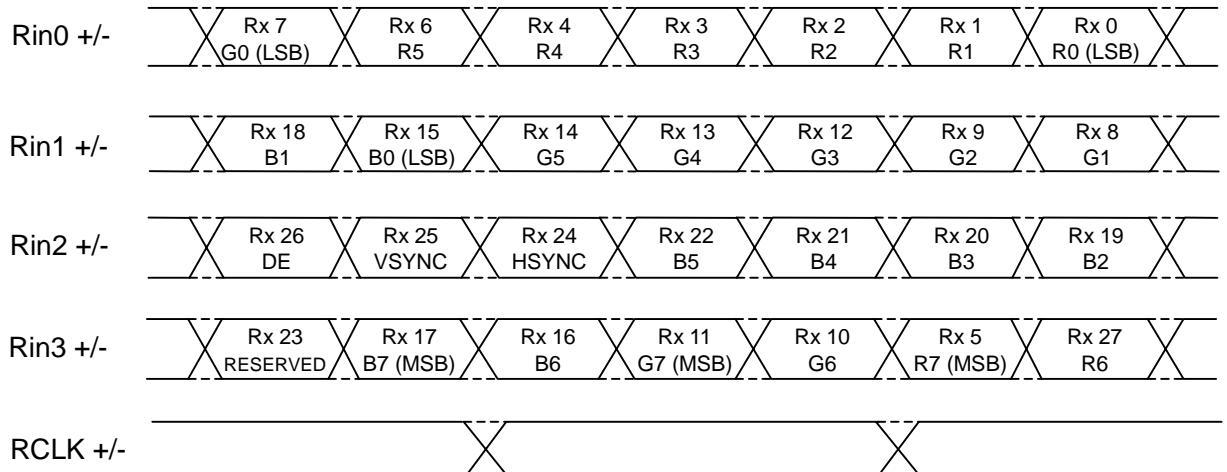 Rin0 +/-
Rx 7 Rx 6 Rx 4 Rx 3 Rx 2 Rx 1 Rx 0
G0 (LSB) R5 R4 R3 R2 R1 R0 (LSB)
Rin1 +/-
Rx 18 Rx 15 Rx 14 Rx 13 Rx 12 Rx 9 Rx 8
B1 B0 (LSB) G5 G4 G3 G2 G1
Rin2 +/-
Rx 26 Rx 25 Rx 24 Rx 22 Rx 21 Rx 20 Rx 19
DE VSYNC HSYNC B5 B4 B3 B2
Rin3 +/-
Rx 23 Rx 17 Rx 16 Rx 11 Rx 10 Rx 5 Rx 27
RESERVED B7 (MSB) B6 G7 (MSB) G6 R7 (MSB) R6
RCLK +/-